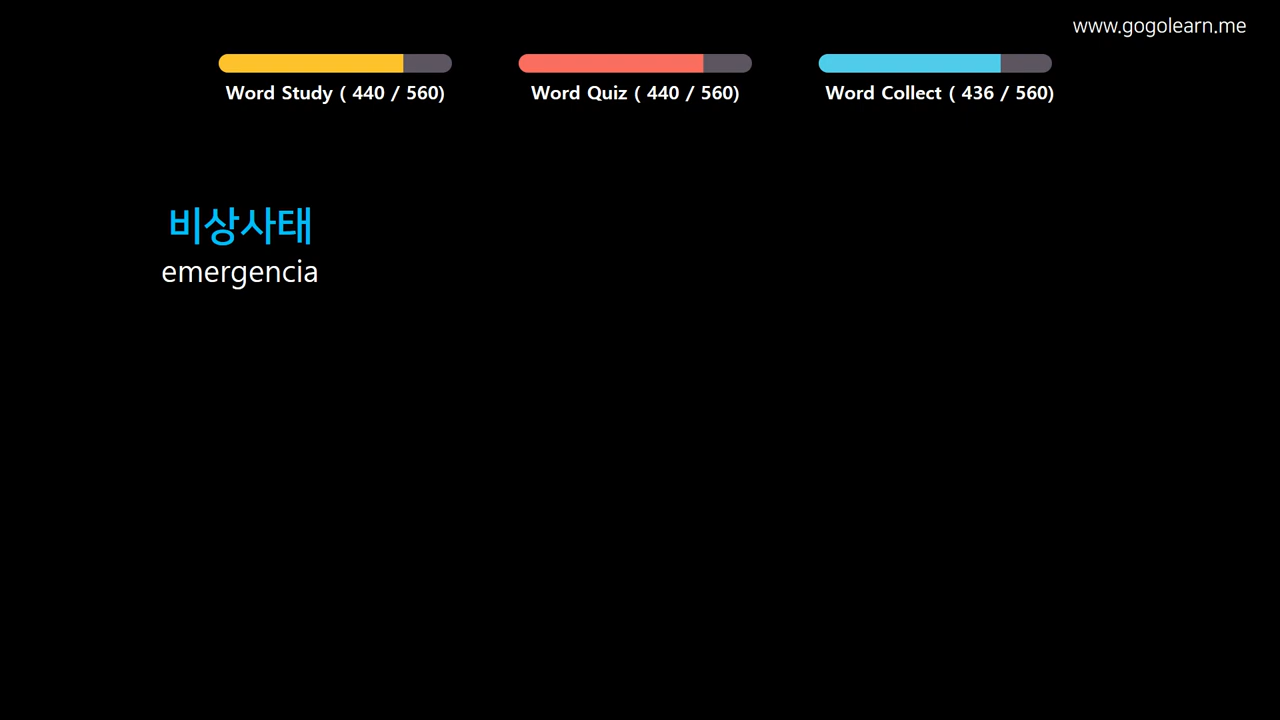 www.gogolearn.me
Word Study ( 440 / 560)
Word Quiz ( 440 / 560)
Word Collect ( 436 / 560)
비상사태
emergencia